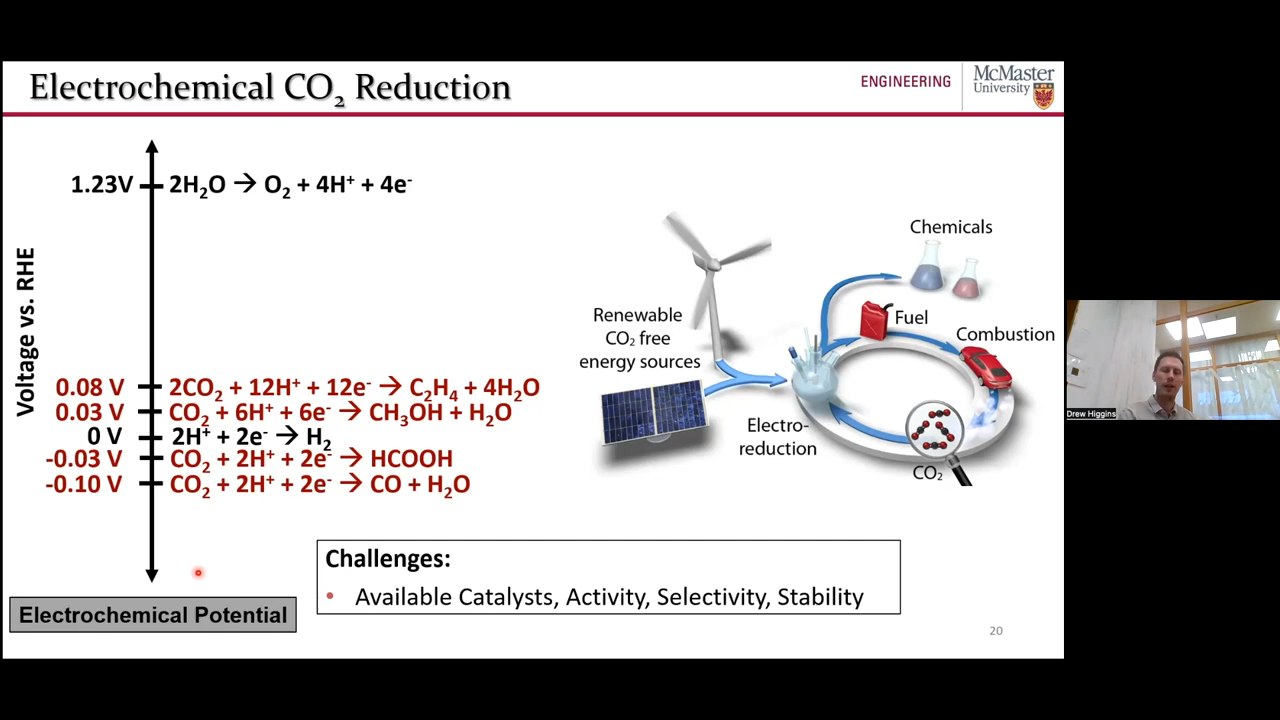 Electrochemical CO₂ Reduction
ENGINEERING
McMaster
University
Voltage vs. RHE
1.23V 2H₂O → O₂ + 4H⁺ + 4e⁻
0.08 V 2CO₂ + 12H⁺ + 12e⁻ → C₂H₄ + 4H₂O
0.03 V CO₂ + 6H⁺ + 6e⁻ → CH₃OH + H₂O
0 V 2H⁺ + 2e⁻ → H₂
-0.03 V CO₂ + 2H⁺ + 2e⁻ → HCOOH
-0.10 V CO₂ + 2H⁺ + 2e⁻ → CO + H₂O
Electrochemical Potential
Chemicals
Fuel
Combustion
Renewable
CO₂ free
energy sources
Electro-
reduction
CO₂
Challenges:
• Available Catalysts, Activity, Selectivity, Stability
20
Drew Higgins